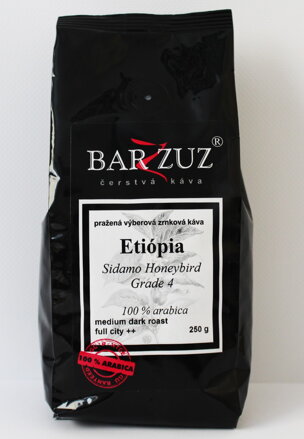 BARZZUZ®
čerstvá káva
pražená výberová zrnková káva
Etiópia
Sidamo Honeybird
Grade 4
100 % arabica
medium dark roast
full city ++
250 g
100 % ARABICA